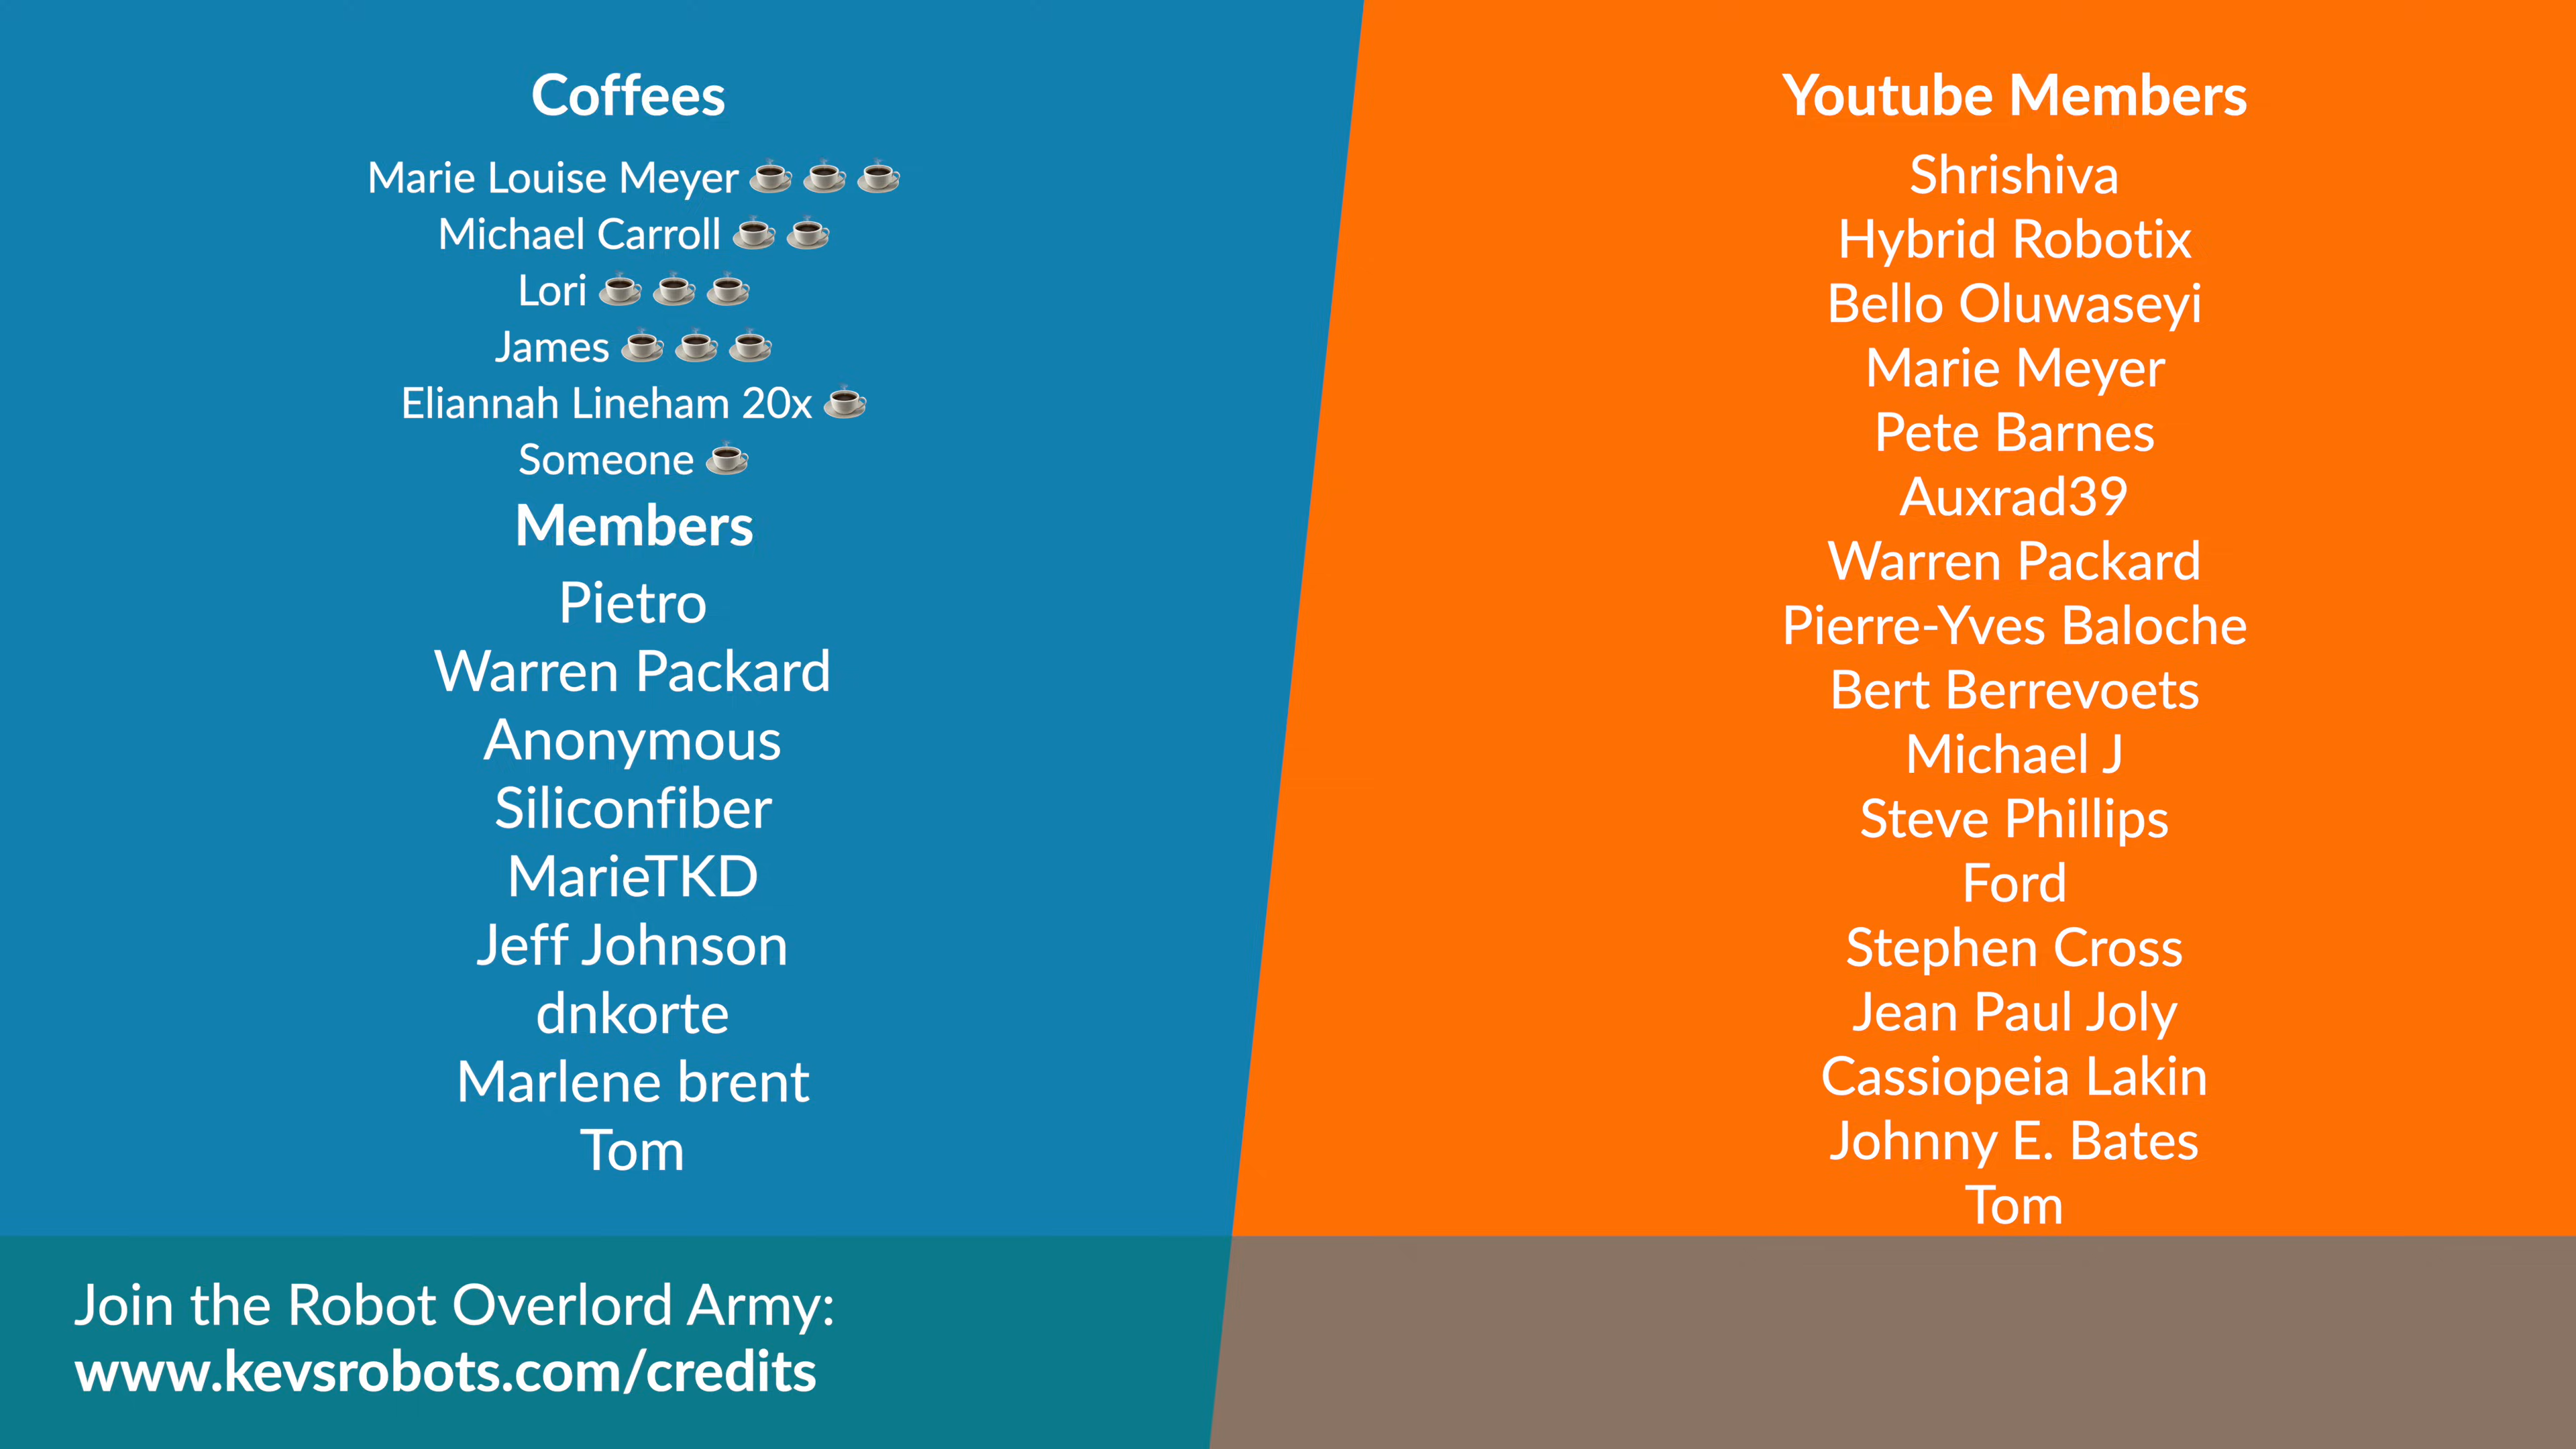 Coffees
Marie Louise Meyer ☕ ☕ ☕
Michael Carroll ☕ ☕
Lori ☕ ☕ ☕
James ☕ ☕ ☕
Eliannah Lineham 20x ☕
Someone ☕
Members
Pietro
Warren Packard
Anonymous
Siliconfiber
MarieTKD
Jeff Johnson
dnkorte
Marlene brent
Tom
Youtube Members
Shrishiva
Hybrid Robotix
Bello Oluwaseyi
Marie Meyer
Pete Barnes
Auxrad39
Warren Packard
Pierre-Yves Baloche
Bert Berrevoets
Michael J
Steve Phillips
Ford
Stephen Cross
Jean Paul Joly
Cassiopeia Lakin
Johnny E. Bates
Tom
Join the Robot Overlord Army:
www.kevsrobots.com/credits